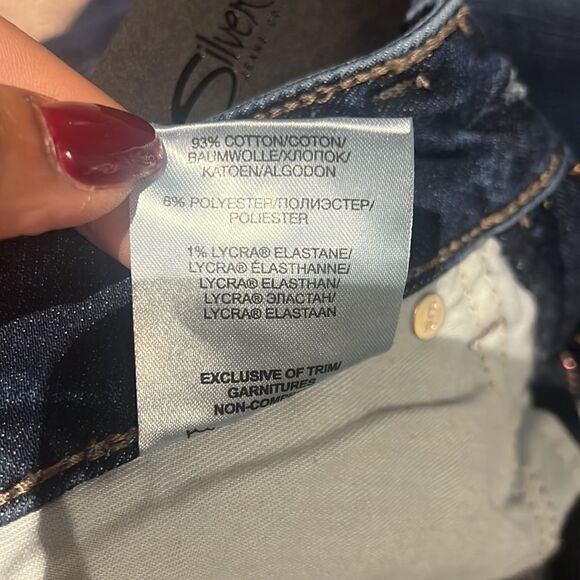 Silver
93% COTTON/COTON/
BAUMWOLLE/ХЛОПОК/
KATOEN/ALGODON
6% POLYESTER/ПОЛИЭСТЕР/
POLIESTER
1% LYCRA® ELASTANE/
LYCRA® ÉLASTHANNE/
LYCRA® ELASTHAN/
LYCRA® ЭЛАСТАН/
LYCRA® ELASTAAN
EXCLUSIVE OF TRIM/
GARNITURES